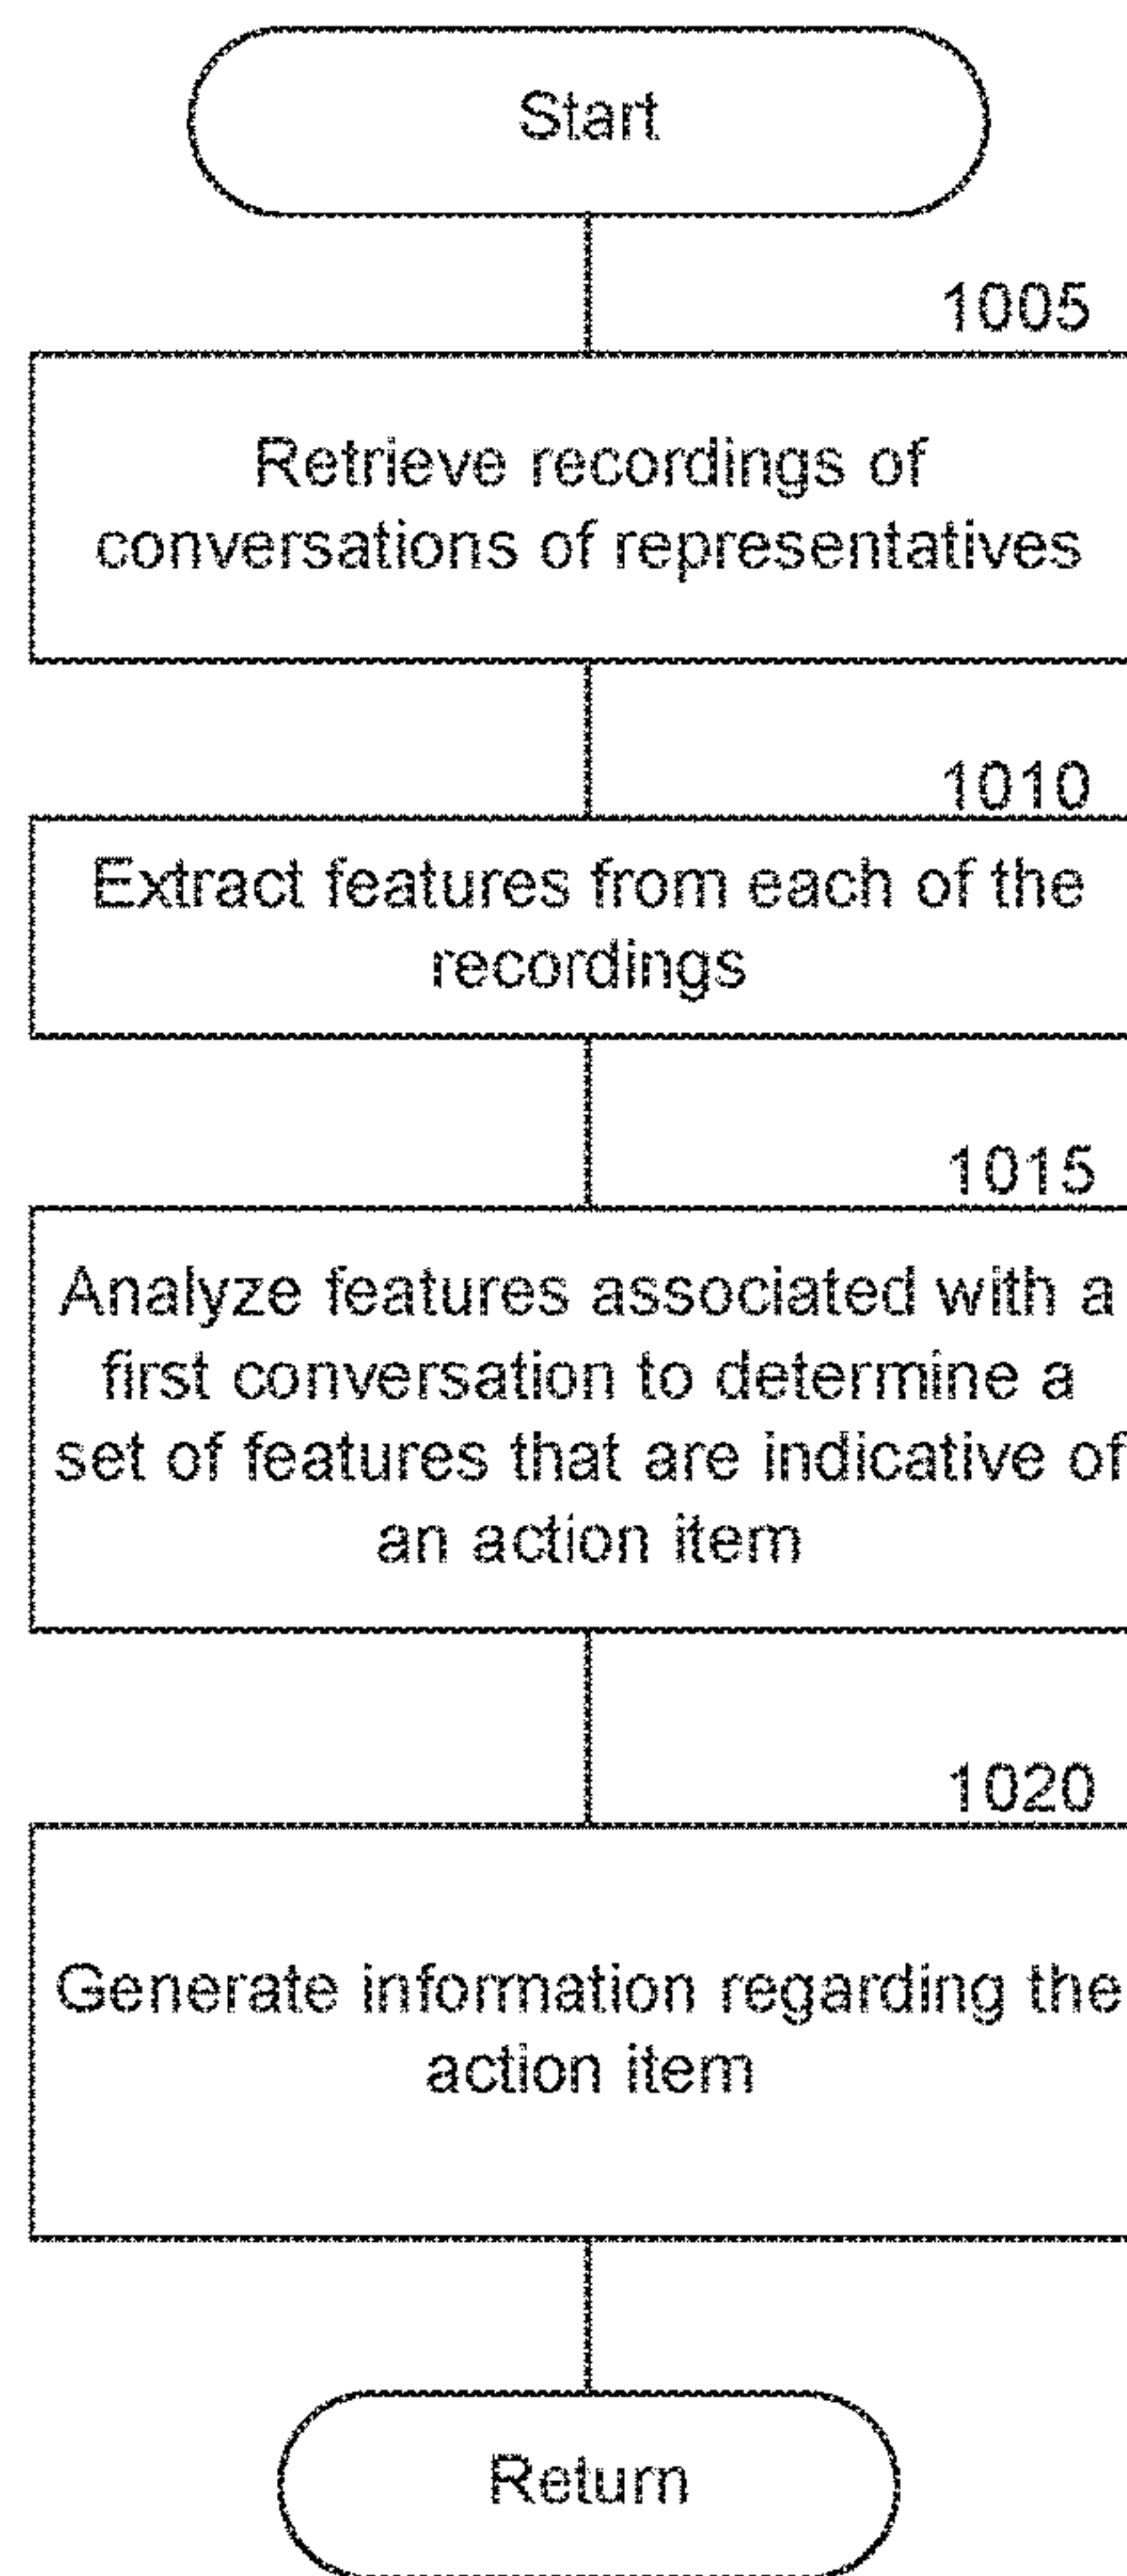 Start
1005
Retrieve recordings of
conversations of representatives
1010
Extract features from each of the
recordings
1015
Analyze features associated with a
first conversation to determine a
set of features that are indicative of
an action item
1020
Generate information regarding the
action item
Return